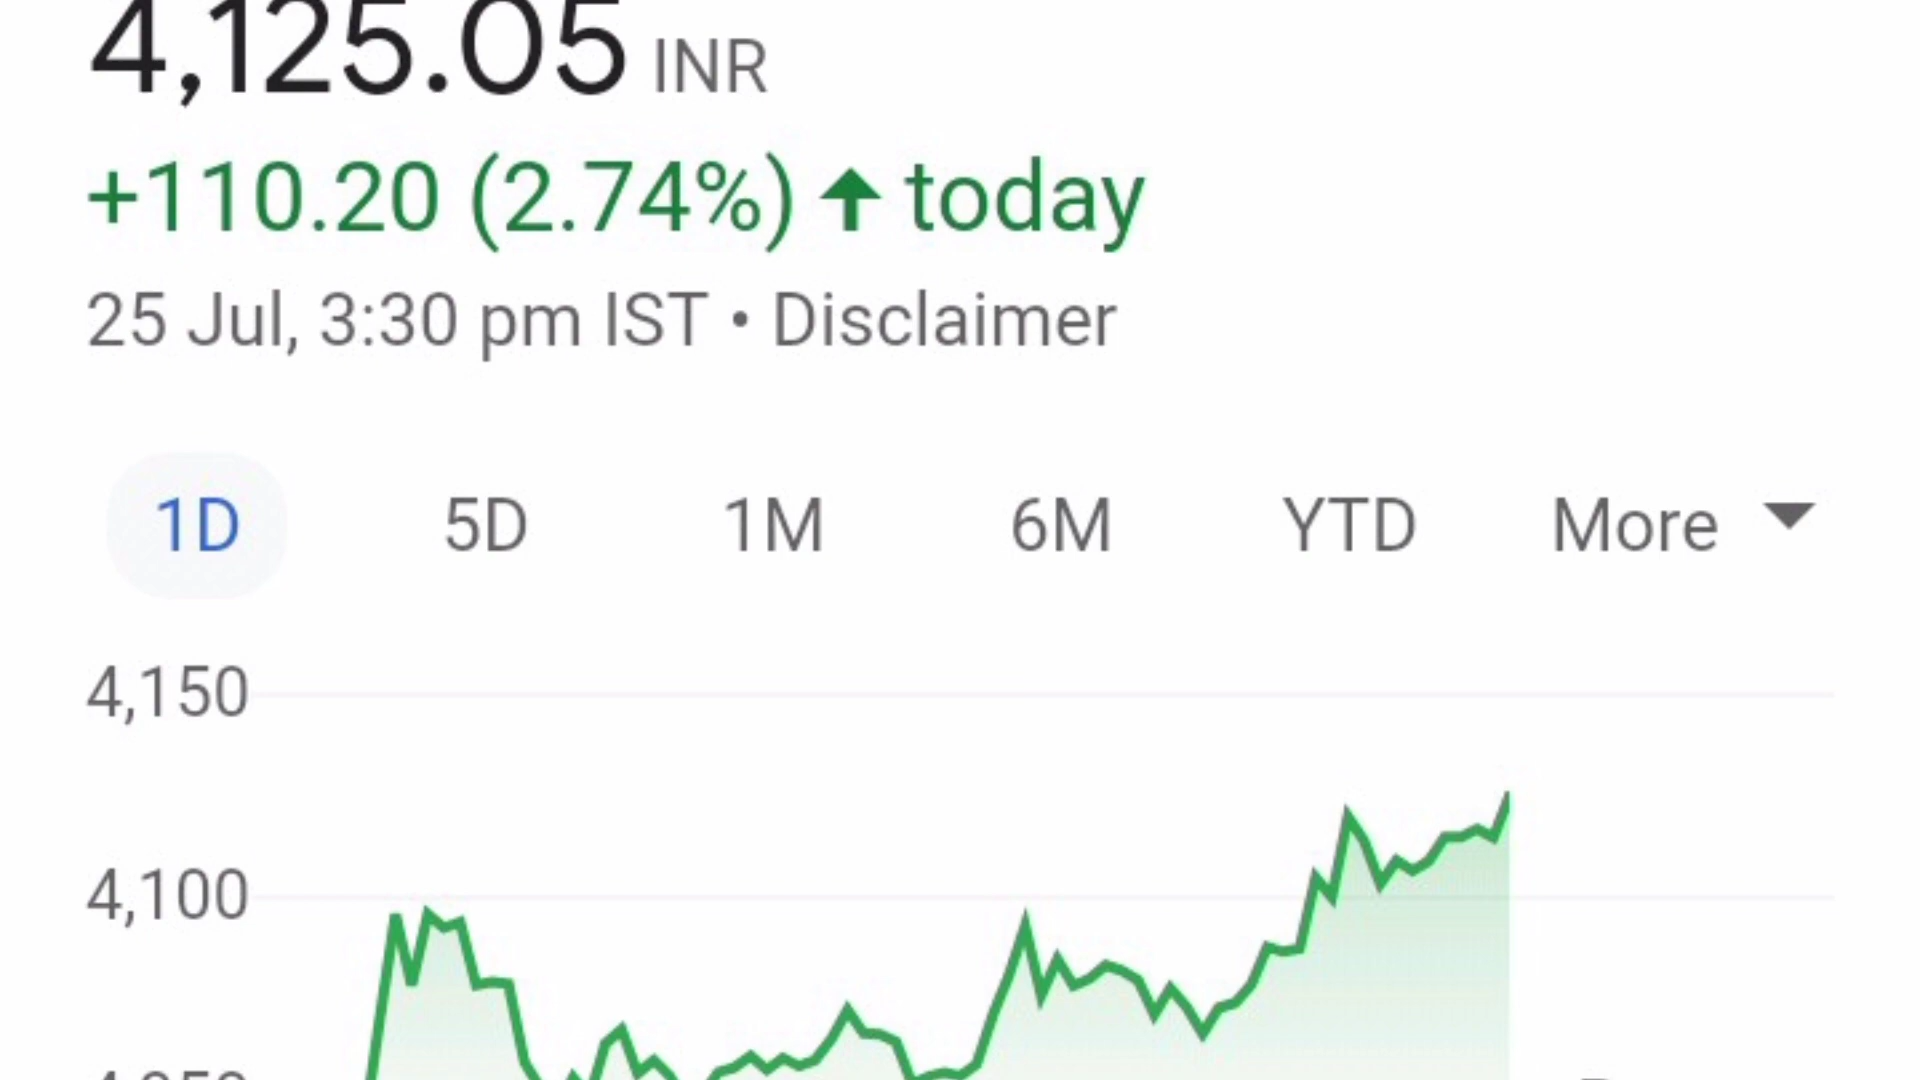 4,125.05 INR
+110.20 (2.74%) ↑ today
25 Jul, 3:30 pm IST • Disclaimer
1D 5D 1M 6M YTD More
4,150
4,100